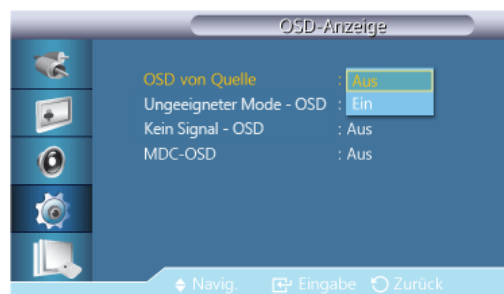 OSD-Anzeige
OSD von Quelle : Aus
Ungeeigneter Mode - OSD : Ein
Kein Signal - OSD : Aus
MDC-OSD : Aus
Navig. Eingabe Zurück